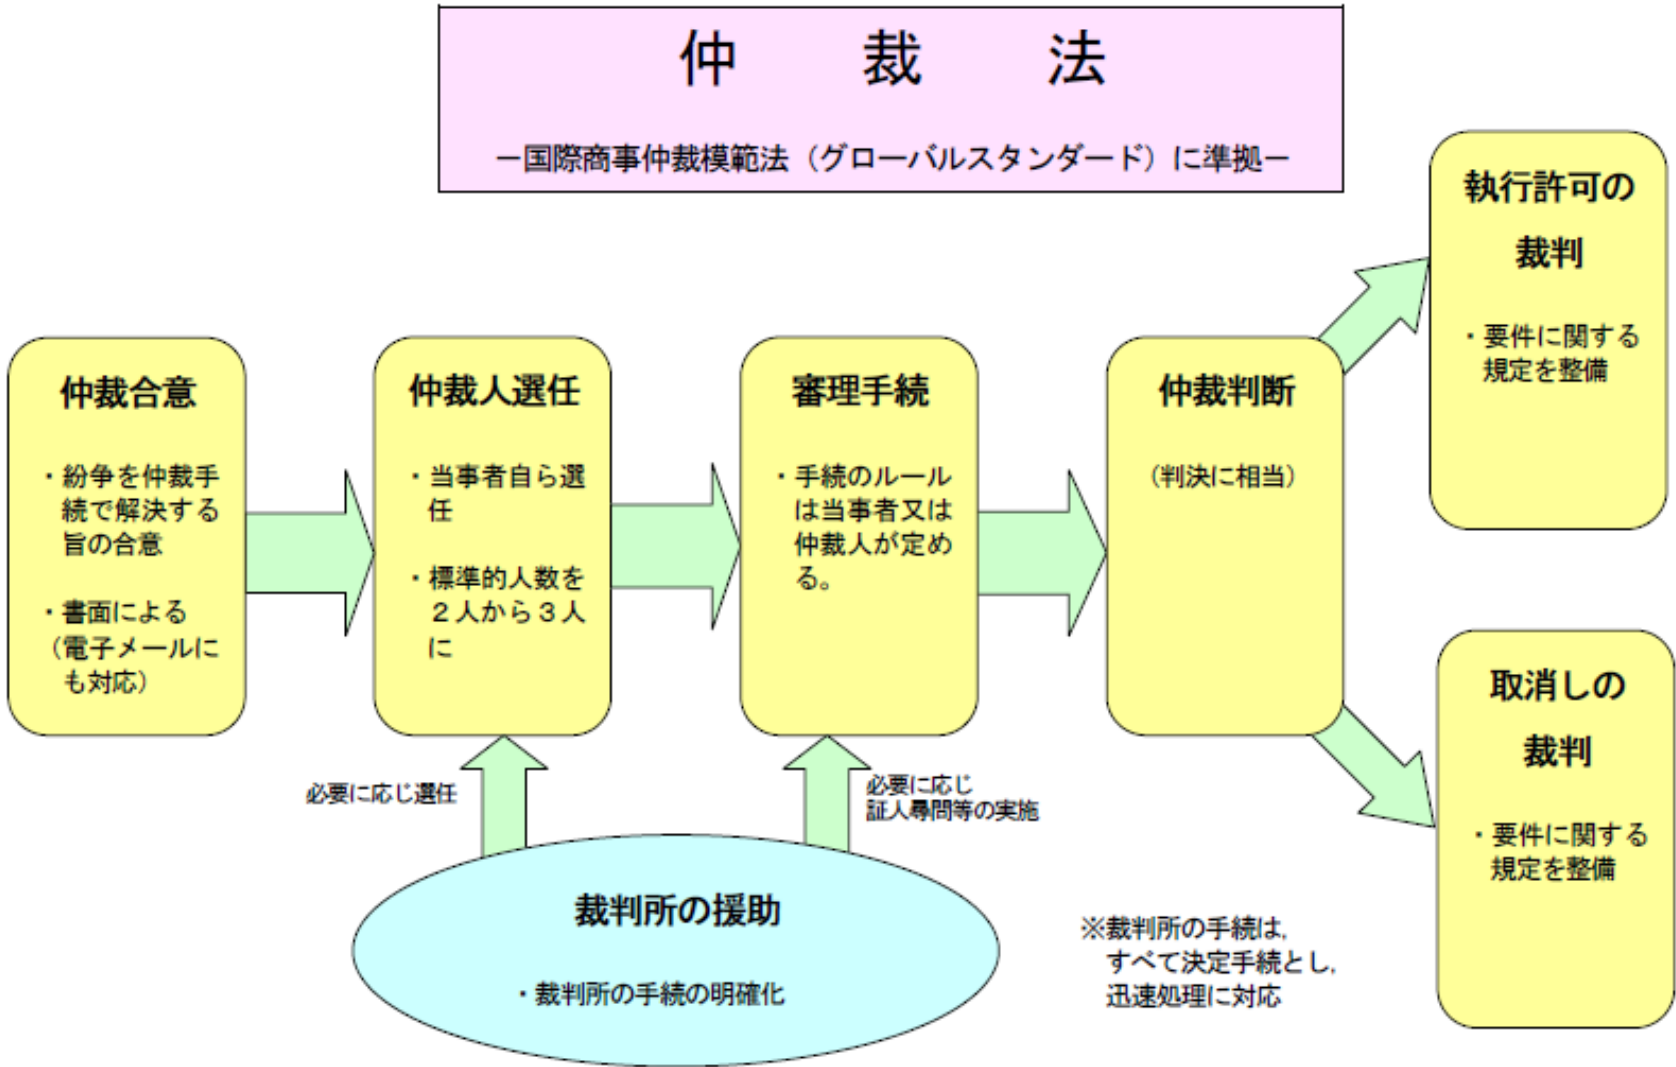 仲裁法
－国際商事仲裁模範法（グローバルスタンダード）に準拠－
仲裁合意
・紛争を仲裁手
続で解決する
旨の合意
・書面による
（電子メールに
も対応）
仲裁人選任
・当事者自ら選
任
・標準的人数を
２人から３人
に
審理手続
・手続のルール
は当事者又は
仲裁人が定め
る。
仲裁判断
（判決に相当）
執行許可の
裁判
・要件に関する
規定を整備
取消しの
裁判
・要件に関する
規定を整備
必要に応じ選任
必要に応じ
証人尋問等の実施
裁判所の援助
・裁判所の手続の明確化
※裁判所の手続は，
すべて決定手続とし，
迅速処理に対応